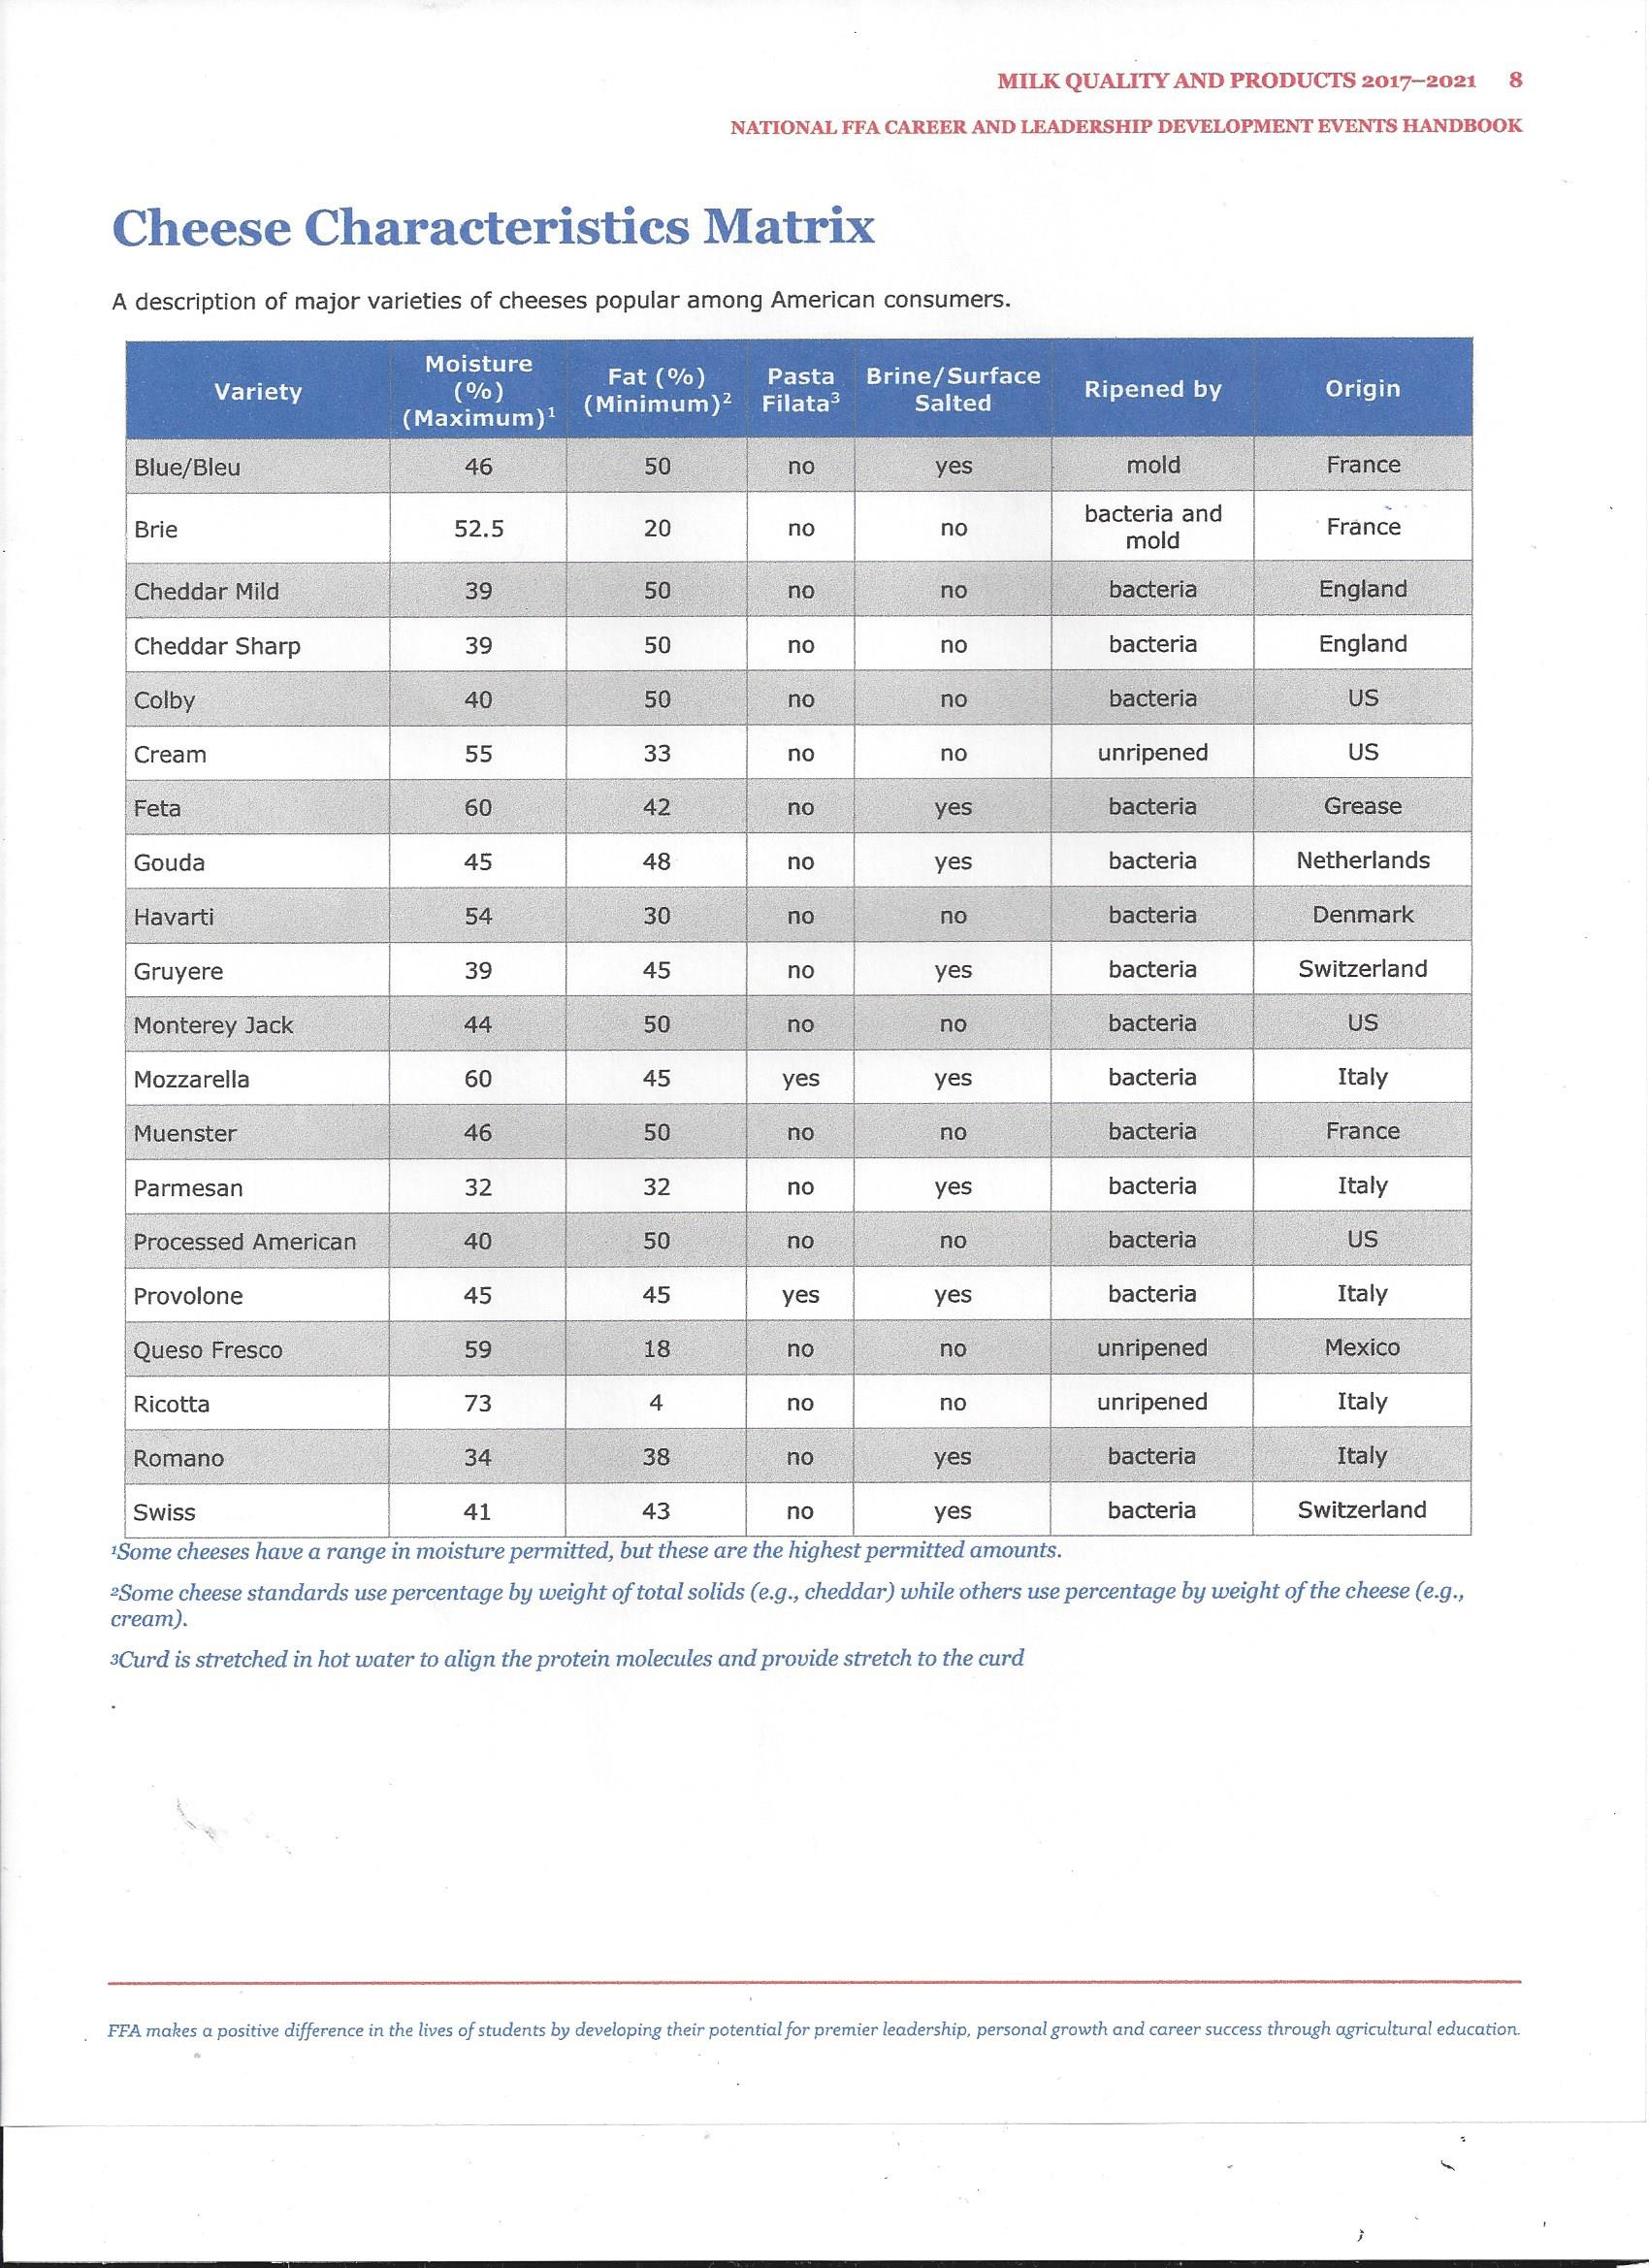 MILK QUALITY AND PRODUCTS 2017–2021 8
NATIONAL FFA CAREER AND LEADERSHIP DEVELOPMENT EVENTS HANDBOOK
Cheese Characteristics Matrix
A description of major varieties of cheeses popular among American consumers.
Variety Moisture (%) (Maximum)¹ Fat (%) (Minimum)² Pasta Filata³ Brine/Surface Salted Ripened by Origin
Blue/Bleu 46 50 no yes mold France
Brie 52.5 20 no no bacteria and mold France
Cheddar Mild 39 50 no no bacteria England
Cheddar Sharp 39 50 no no bacteria England
Colby 40 50 no no bacteria US
Cream 55 33 no no unripened US
Feta 60 42 no yes bacteria Grease
Gouda 45 48 no yes bacteria Netherlands
Havarti 54 30 no no bacteria Denmark
Gruyere 39 45 no yes bacteria Switzerland
Monterey Jack 44 50 no no bacteria US
Mozzarella 60 45 yes yes bacteria Italy
Muenster 46 50 no no bacteria France
Parmesan 32 32 no yes bacteria Italy
Processed American 40 50 no no bacteria US
Provolone 45 45 yes yes bacteria Italy
Queso Fresco 59 18 no no unripened Mexico
Ricotta 73 4 no no unripened Italy
Romano 34 38 no yes bacteria Italy
Swiss 41 43 no yes bacteria Switzerland
¹Some cheeses have a range in moisture permitted, but these are the highest permitted amounts.
²Some cheese standards use percentage by weight of total solids (e.g., cheddar) while others use percentage by weight of the cheese (e.g.,
cream).
³Curd is stretched in hot water to align the protein molecules and provide stretch to the curd
FFA makes a positive difference in the lives of students by developing their potential for premier leadership, personal growth and career success through agricultural education.